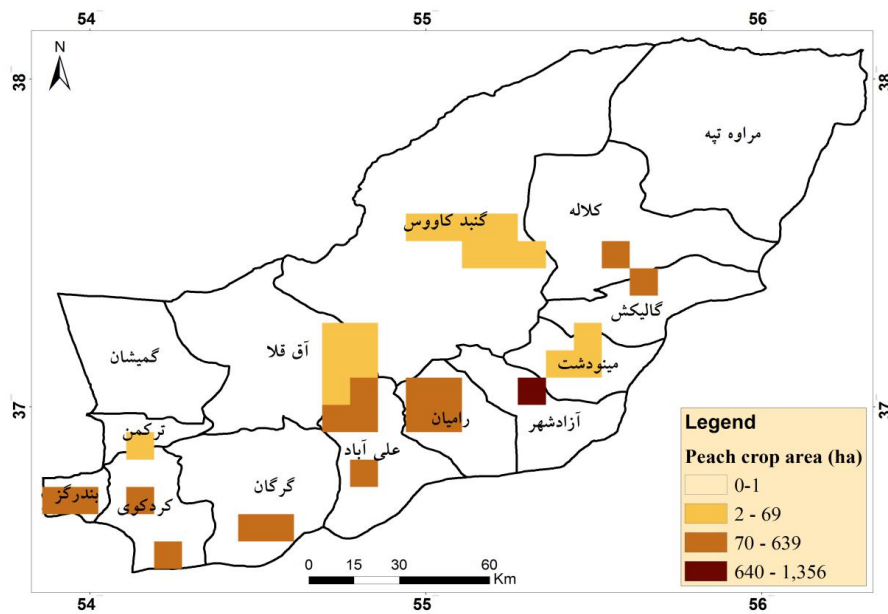 54 55 56
N
38 38
مراوه تپه
کلاله
گنبد کاووس
گالیکش
مینودشت
آق قلا
گمیشان
37 37
رامیان
آزادشهر
ترکمن
علی آباد
گرگان
کردکوی
بندرگز
Legend
Peach crop area (ha)
0-1
2 - 69
70 - 639
640 - 1,356
0 15 30 60
Km
54 55 56